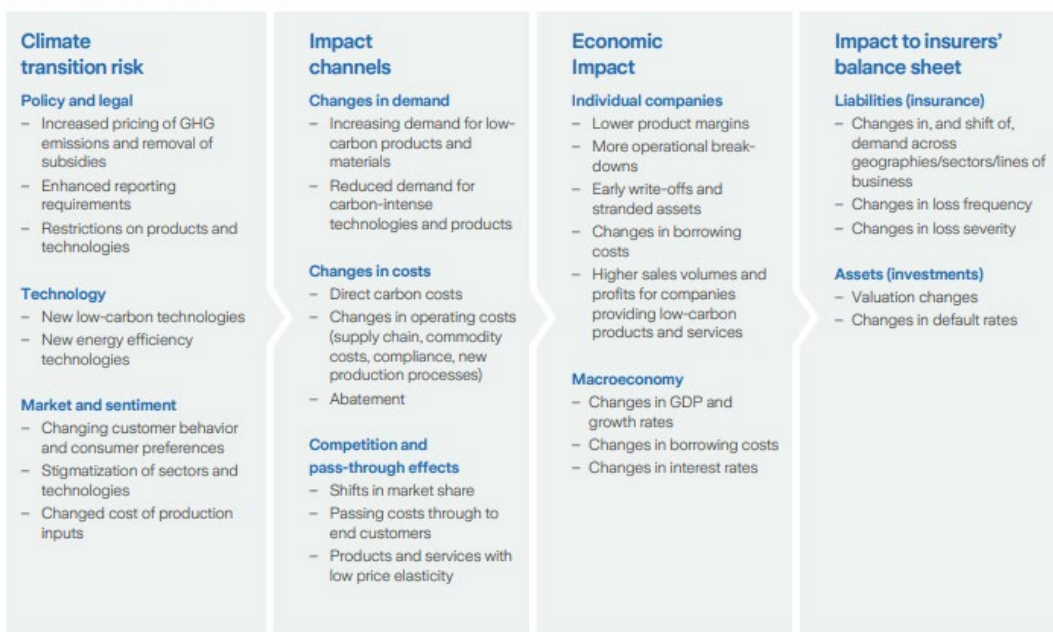 Climate
transition risk
Policy and legal
– Increased pricing of GHG
emissions and removal of
subsidies
– Enhanced reporting
requirements
– Restrictions on products and
technologies
Technology
– New low-carbon technologies
– New energy efficiency
technologies
Market and sentiment
– Changing customer behavior
and consumer preferences
– Stigmatization of sectors and
technologies
– Changed cost of production
inputs
Impact
channels
Changes in demand
– Increasing demand for low-
carbon products and
materials
– Reduced demand for
carbon-intense
technologies and products
Changes in costs
– Direct carbon costs
– Changes in operating costs
(supply chain, commodity
costs, compliance, new
production processes)
– Abatement
Competition and
pass-through effects
– Shifts in market share
– Passing costs through to
end customers
– Products and services with
low price elasticity
Economic
Impact
Individual companies
– Lower product margins
– More operational break-
downs
– Early write-offs and
stranded assets
– Changes in borrowing
costs
– Higher sales volumes and
profits for companies
providing low-carbon
products and services
Macroeconomy
– Changes in GDP and
growth rates
– Changes in borrowing costs
– Changes in interest rates
Impact to insurers’
balance sheet
Liabilities (insurance)
– Changes in, and shift of,
demand across
geographies/sectors/lines of
business
– Changes in loss frequency
– Changes in loss severity
Assets (investments)
– Valuation changes
– Changes in default rates